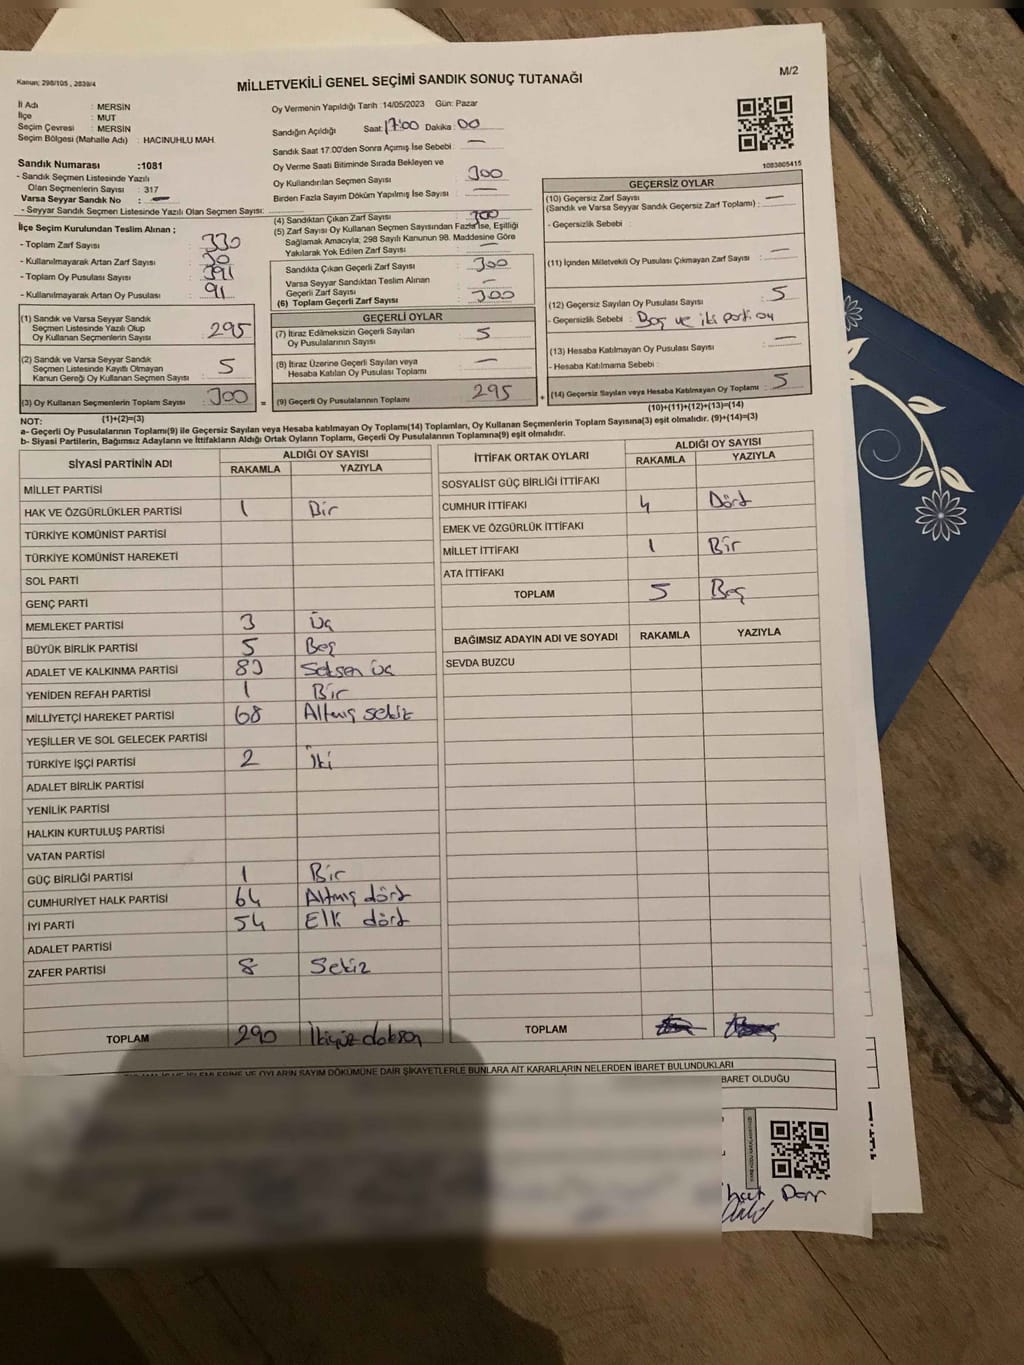 Kanun; 298/105 , 2839/4
MİLLETVEKİLİ GENEL SEÇİMİ SANDIK SONUÇ TUTANAĞI
M/2
İl Adı : MERSİN
İlçe : MUT
Seçim Çevresi : MERSİN
Seçim Bölgesi (Mahalle Adı) : HACINUHLU MAH.
Sandık Numarası :1081
- Sandık Seçmen Listesinde Yazılı
Olan Seçmenlerin Sayısı : 317
Varsa Seyyar Sandık No : —
- Seyyar Sandık Seçmen Listesinde Yazılı Olan Seçmen Sayısı:
İlçe Seçim Kurulundan Teslim Alınan ;
- Toplam Zarf Sayısı : 330
- Kullanılmayarak Artan Zarf Sayısı : 30
- Toplam Oy Pusulası Sayısı : 391
- Kullanılmayarak Artan Oy Pusulası : 91
(1) Sandık ve Varsa Seyyar Sandık
Seçmen Listesinde Yazılı Olup
Oy Kullanan Seçmenlerin Sayısı : 295
(2) Sandık ve Varsa Seyyar Sandık
Seçmen Listesinde Kayıtlı Olmayan
Kanun Gereği Oy Kullanan Seçmen Sayısı : 5
(3) Oy Kullanan Seçmenlerin Toplam Sayısı : 300
Oy Vermenin Yapıldığı Tarih : 14/05/2023 Gün: Pazar
Sandığın Açıldığı Saat: 17:00 Dakika : 00
Sandık Saat 17.00'den Sonra Açılmış İse Sebebi : —
Oy Verme Saati Bitiminde Sırada Bekleyen ve
Oy Kullandırılan Seçmen Sayısı : 300
Birden Fazla Sayım Döküm Yapılmış İse Sayısı : —
(4) Sandıktan Çıkan Zarf Sayısı : 300
(5) Zarf Sayısı Oy Kullanan Seçmen Sayısından Fazla İse, Eşitliği
Sağlamak Amacıyla; 298 Sayılı Kanunun 98. Maddesine Göre
Yakılarak Yok Edilen Zarf Sayısı : —
Sandıkta Çıkan Geçerli Zarf Sayısı : 300
Varsa Seyyar Sandıktan Teslim Alınan
Geçerli Zarf Sayısı : —
(6) Toplam Geçerli Zarf Sayısı : 300
GEÇERLİ OYLAR
(7) İtiraz Edilmeksizin Geçerli Sayılan
Oy Pusulalarının Sayısı : 5
(8) İtiraz Üzerine Geçerli Sayılan veya
Hesaba Katılan Oy Pusulası Toplamı : —
= (9) Geçerli Oy Pusulalarının Toplamı : 295
1083805415
GEÇERSİZ OYLAR
(10) Geçersiz Zarf Sayısı
(Sandık ve Varsa Seyyar Sandık Geçersiz Zarf Toplamı) : —
- Geçersizlik Sebebi :
(11) İçinden Milletvekili Oy Pusulası Çıkmayan Zarf Sayısı : —
(12) Geçersiz Sayılan Oy Pusulası Sayısı : 5
- Geçersizlik Sebebi : Boş ve iki parti oy
(13) Hesaba Katılmayan Oy Pusulası Sayısı : —
- Hesaba Katılmama Sebebi :
+ (14) Geçersiz Sayılan veya Hesaba Katılmayan Oy Toplamı : 5
NOT: (1)+(2)=(3) (10)+(11)+(12)+(13)=(14)
a- Geçerli Oy Pusulalarının Toplamı(9) ile Geçersiz Sayılan veya Hesaba katılmayan Oy Toplamı(14) Toplamları, Oy Kullanan Seçmenlerin Toplam Sayısına(3) eşit olmalıdır. (9)+(14)=(3)
b- Siyasi Partilerin, Bağımsız Adayların ve İttifakların Aldığı Ortak Oyların Toplamı, Geçerli Oy Pusulalarının Toplamına(9) eşit olmalıdır.
SİYASİ PARTİNİN ADI ALDIĞI OY SAYISI
RAKAMLA YAZIYLA
MİLLET PARTİSİ
HAK VE ÖZGÜRLÜKLER PARTİSİ 1 Bir
TÜRKİYE KOMÜNİST PARTİSİ
TÜRKİYE KOMÜNİST HAREKETİ
SOL PARTİ
GENÇ PARTİ
MEMLEKET PARTİSİ 3 Üç
BÜYÜK BİRLİK PARTİSİ 5 Beş
ADALET VE KALKINMA PARTİSİ 83 Seksen üç
YENİDEN REFAH PARTİSİ 1 Bir
MİLLİYETÇİ HAREKET PARTİSİ 68 Altmış sekiz
YEŞİLLER VE SOL GELECEK PARTİSİ
TÜRKİYE İŞÇİ PARTİSİ 2 İki
ADALET BİRLİK PARTİSİ
YENİLİK PARTİSİ
HALKIN KURTULUŞ PARTİSİ
VATAN PARTİSİ
GÜÇ BİRLİĞİ PARTİSİ 1 Bir
CUMHURİYET HALK PARTİSİ 64 Altmış dört
İYİ PARTİ 54 Elli dört
ADALET PARTİSİ
ZAFER PARTİSİ 8 Sekiz
TOPLAM 290 İkiyüz doksan
İTTİFAK ORTAK OYLARI ALDIĞI OY SAYISI
RAKAMLA YAZIYLA
SOSYALİST GÜÇ BİRLİĞİ İTTİFAKI
CUMHUR İTTİFAKI 4 Dört
EMEK VE ÖZGÜRLÜK İTTİFAKI
MİLLET İTTİFAKI 1 Bir
ATA İTTİFAKI
TOPLAM 5 Beş
BAĞIMSIZ ADAYIN ADI VE SOYADI RAKAMLA YAZIYLA
SEVDA BUZCU
TOPLAM
İŞLEMLERİNE VE OYLARIN SAYIM DÖKÜMÜNE DAİR ŞİKAYETLERLE BUNLARA AİT KARARLARIN NELERDEN İBARET BULUNDUKLARI
BARET OLDUĞU